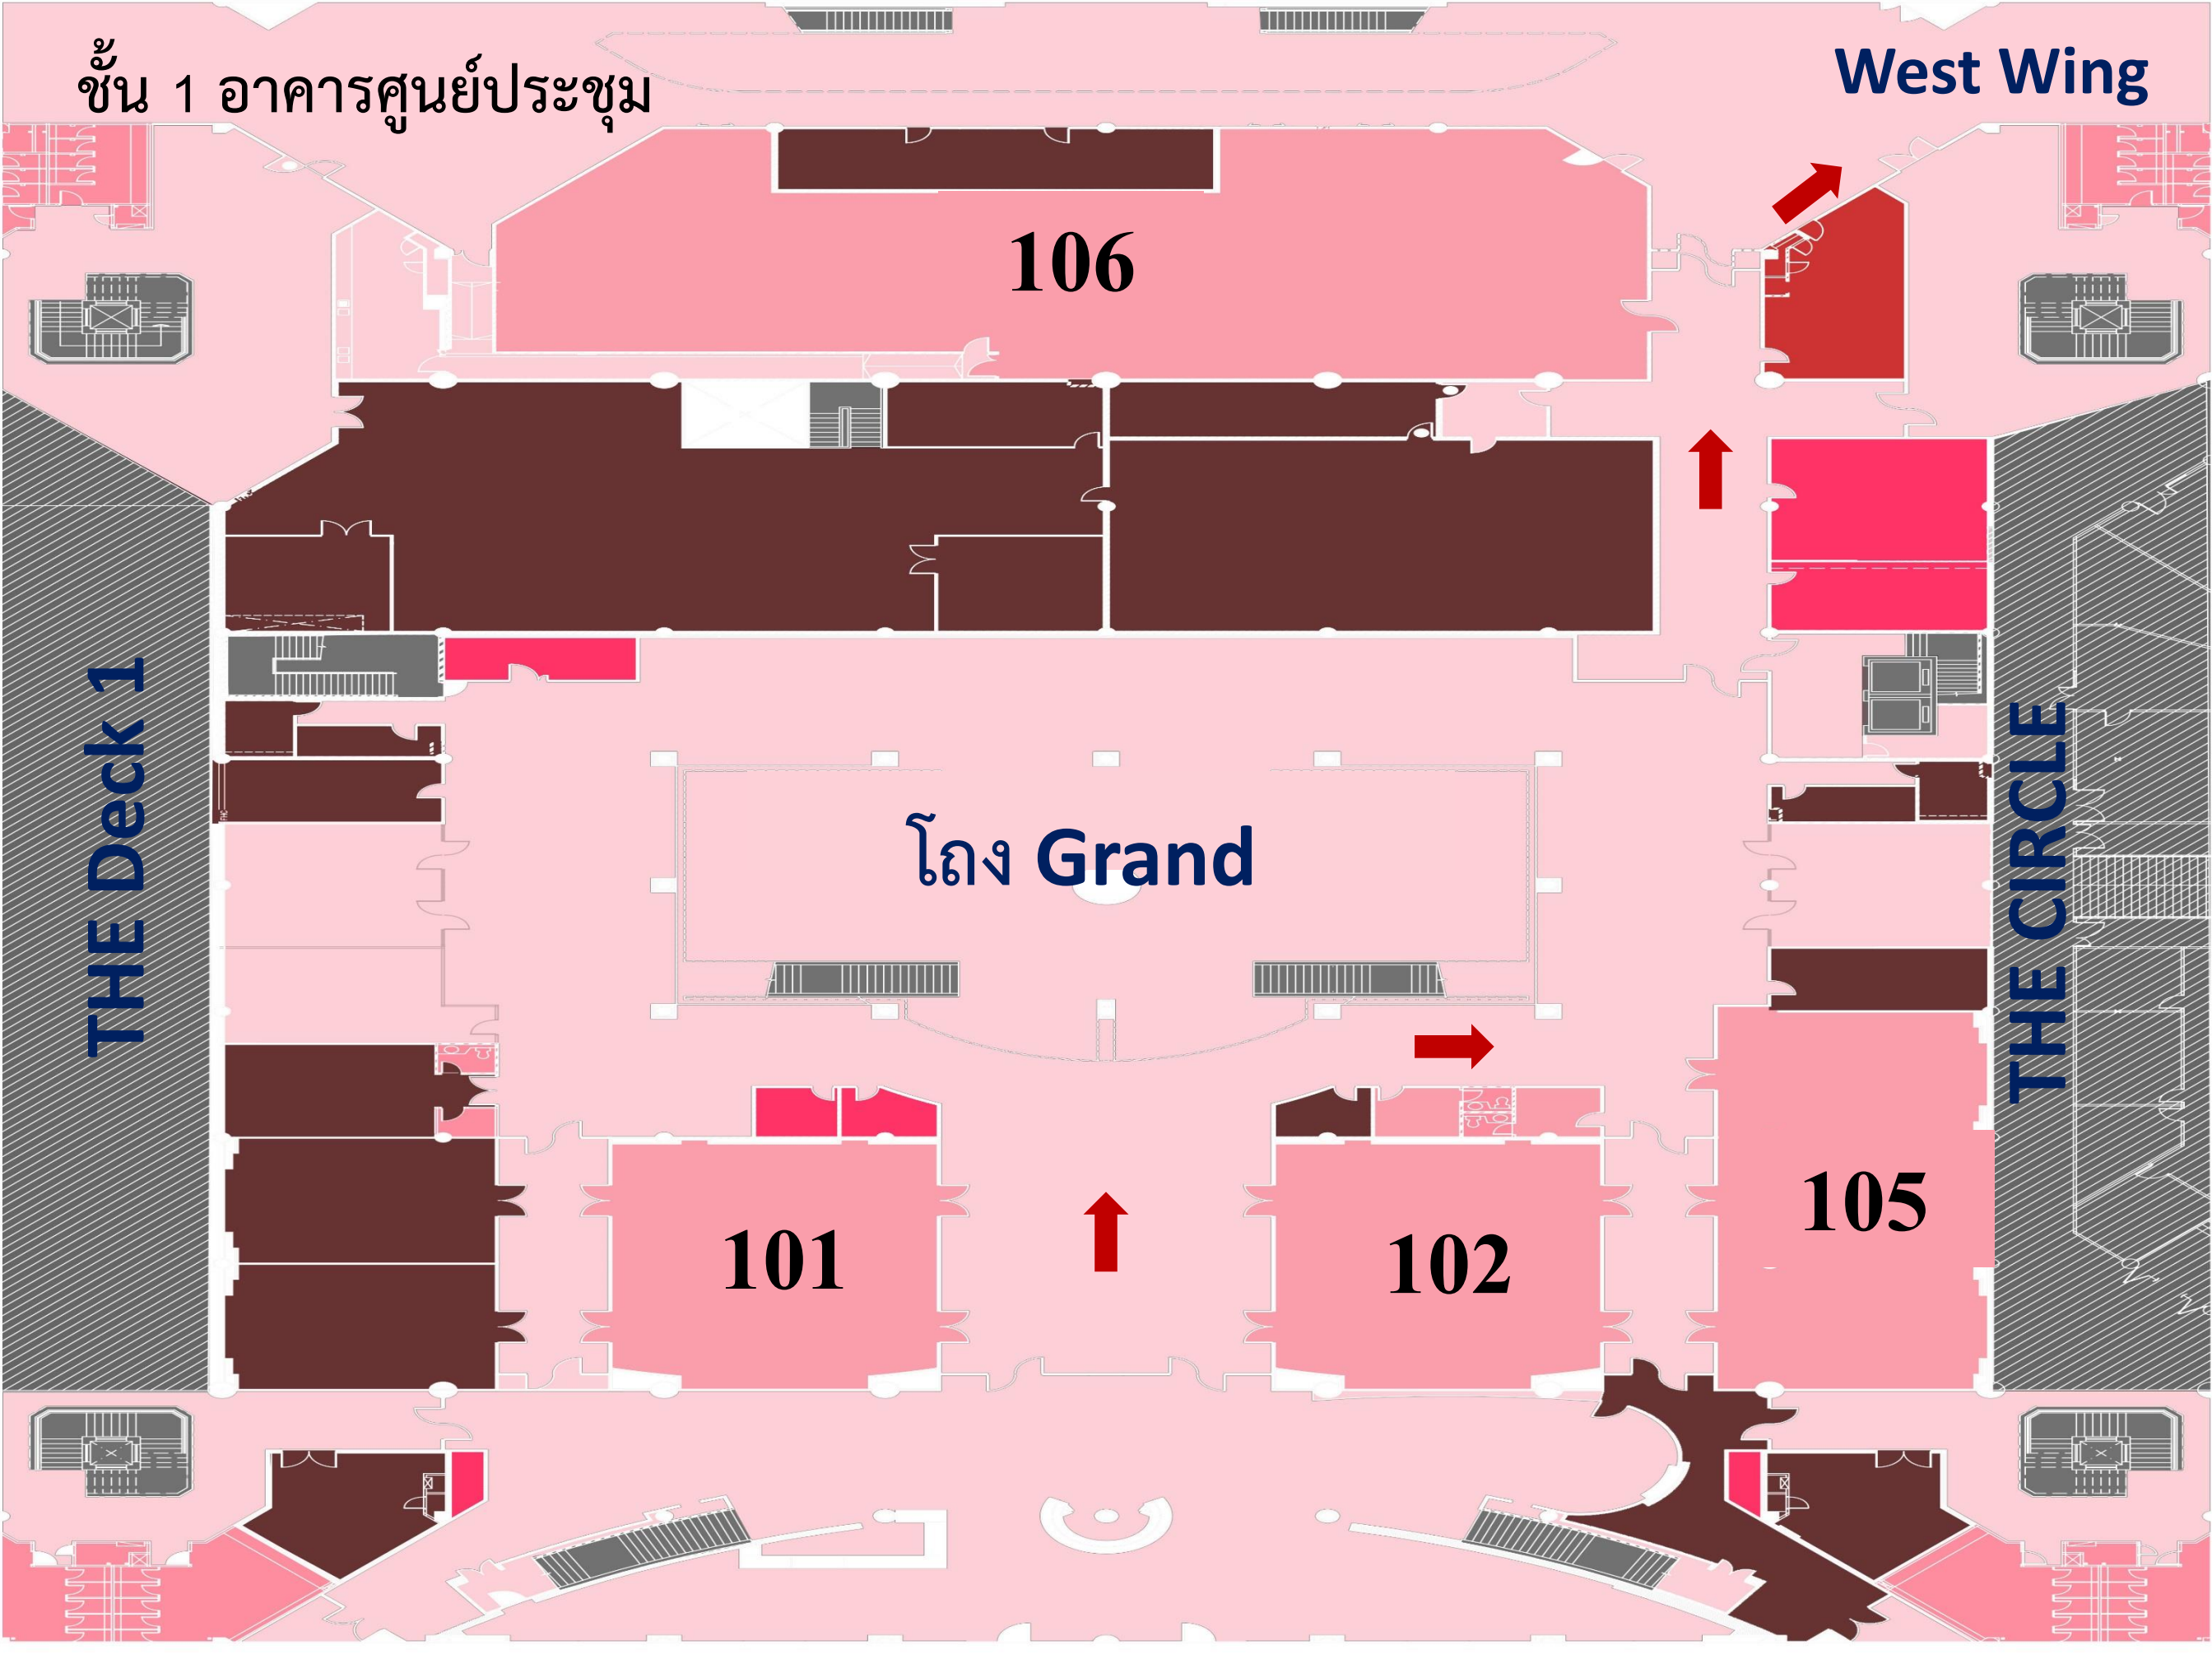 ชั้น 1 อาคารศูนย์ประชุม
West Wing
106
THE Deck 1
โถง Grand
THE CIRCLE
101
102
105